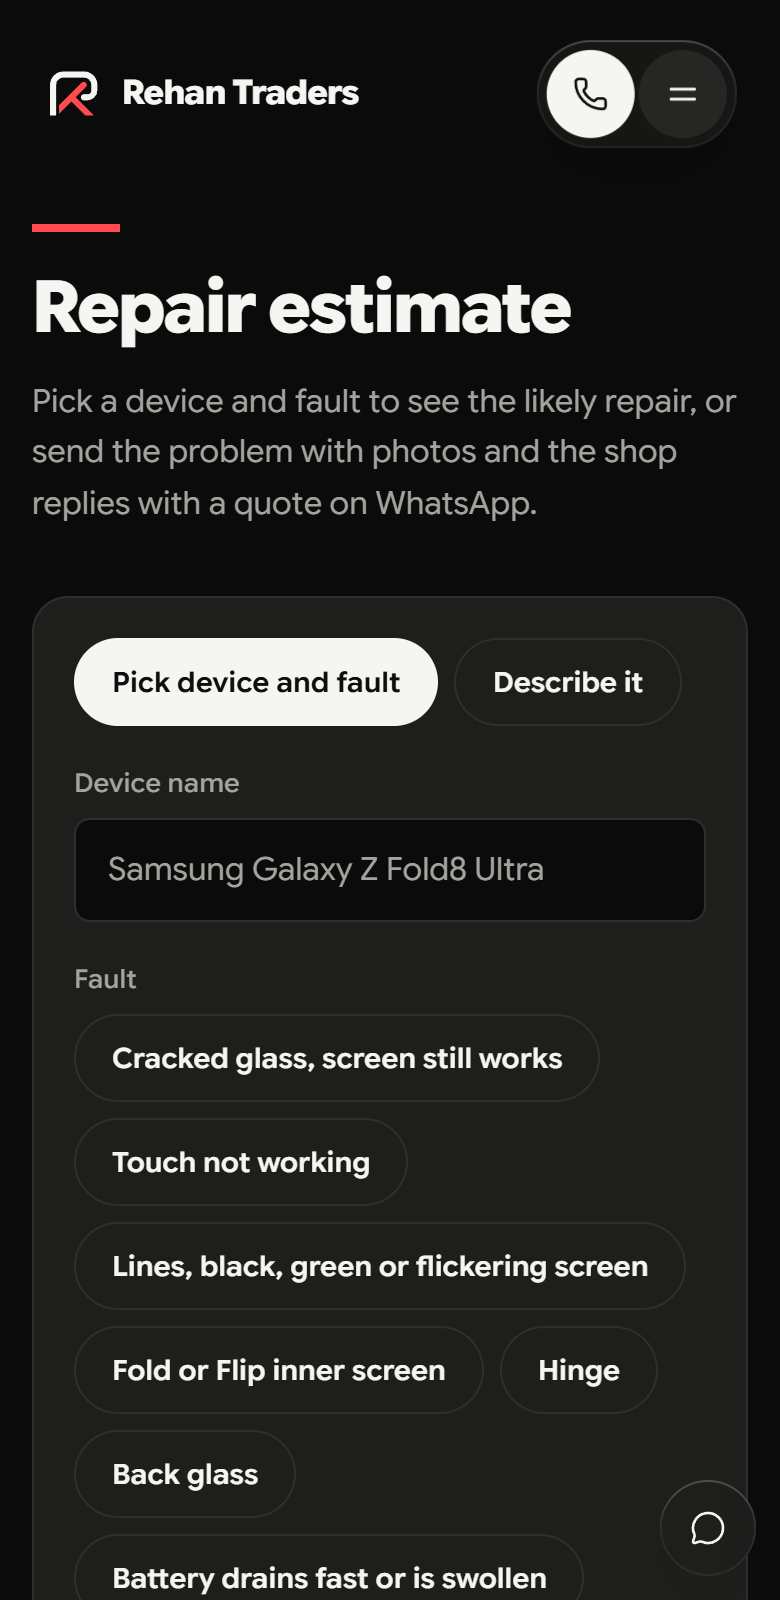 Rehan Traders
Repair estimate
Pick a device and fault to see the likely repair, or
send the problem with photos and the shop
replies with a quote on WhatsApp.
Pick device and fault
Describe it
Device name
Samsung Galaxy Z Fold8 Ultra
Fault
Cracked glass, screen still works
Touch not working
Lines, black, green or flickering screen
Fold or Flip inner screen
Hinge
Back glass
Battery drains fast or is swollen